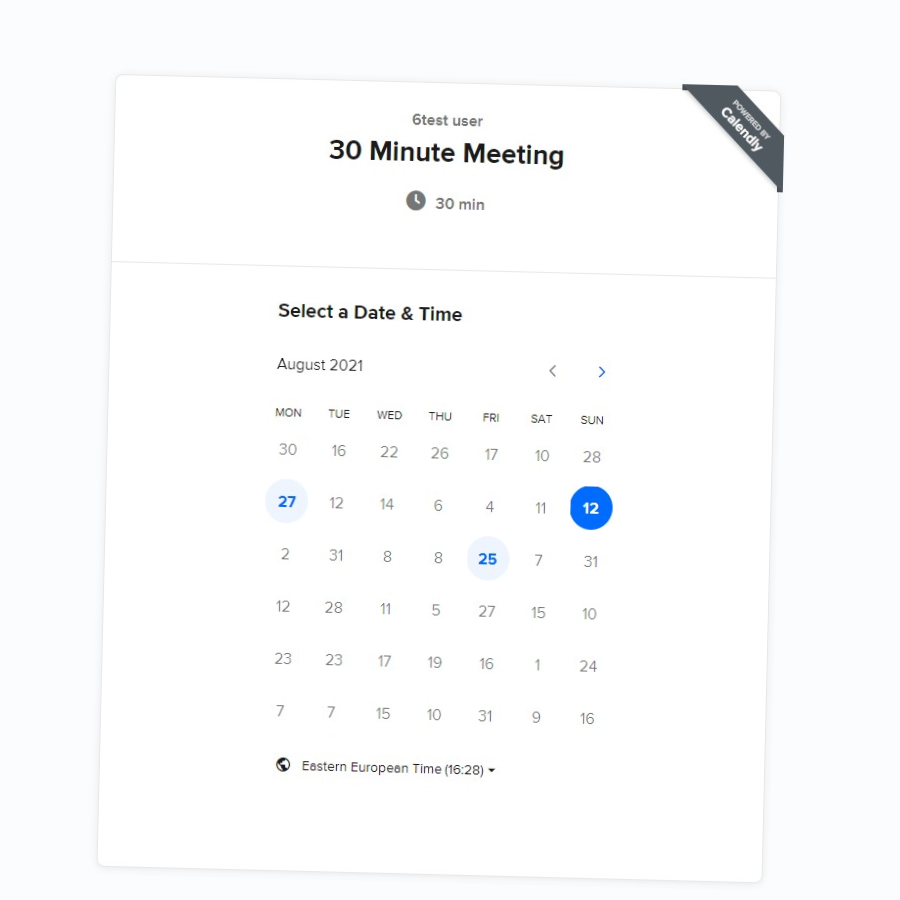 POWERED BY
Calendly
6test user
30 Minute Meeting
30 min
Select a Date & Time
August 2021
MON TUE WED THU FRI SAT SUN
30 16 22 26 17 10 28
27 12 14 6 4 11 12
2 31 8 8 25 7 31
12 28 11 5 27 15 10
23 23 17 19 16 1 24
7 7 15 10 31 9 16
Eastern European Time (16:28)